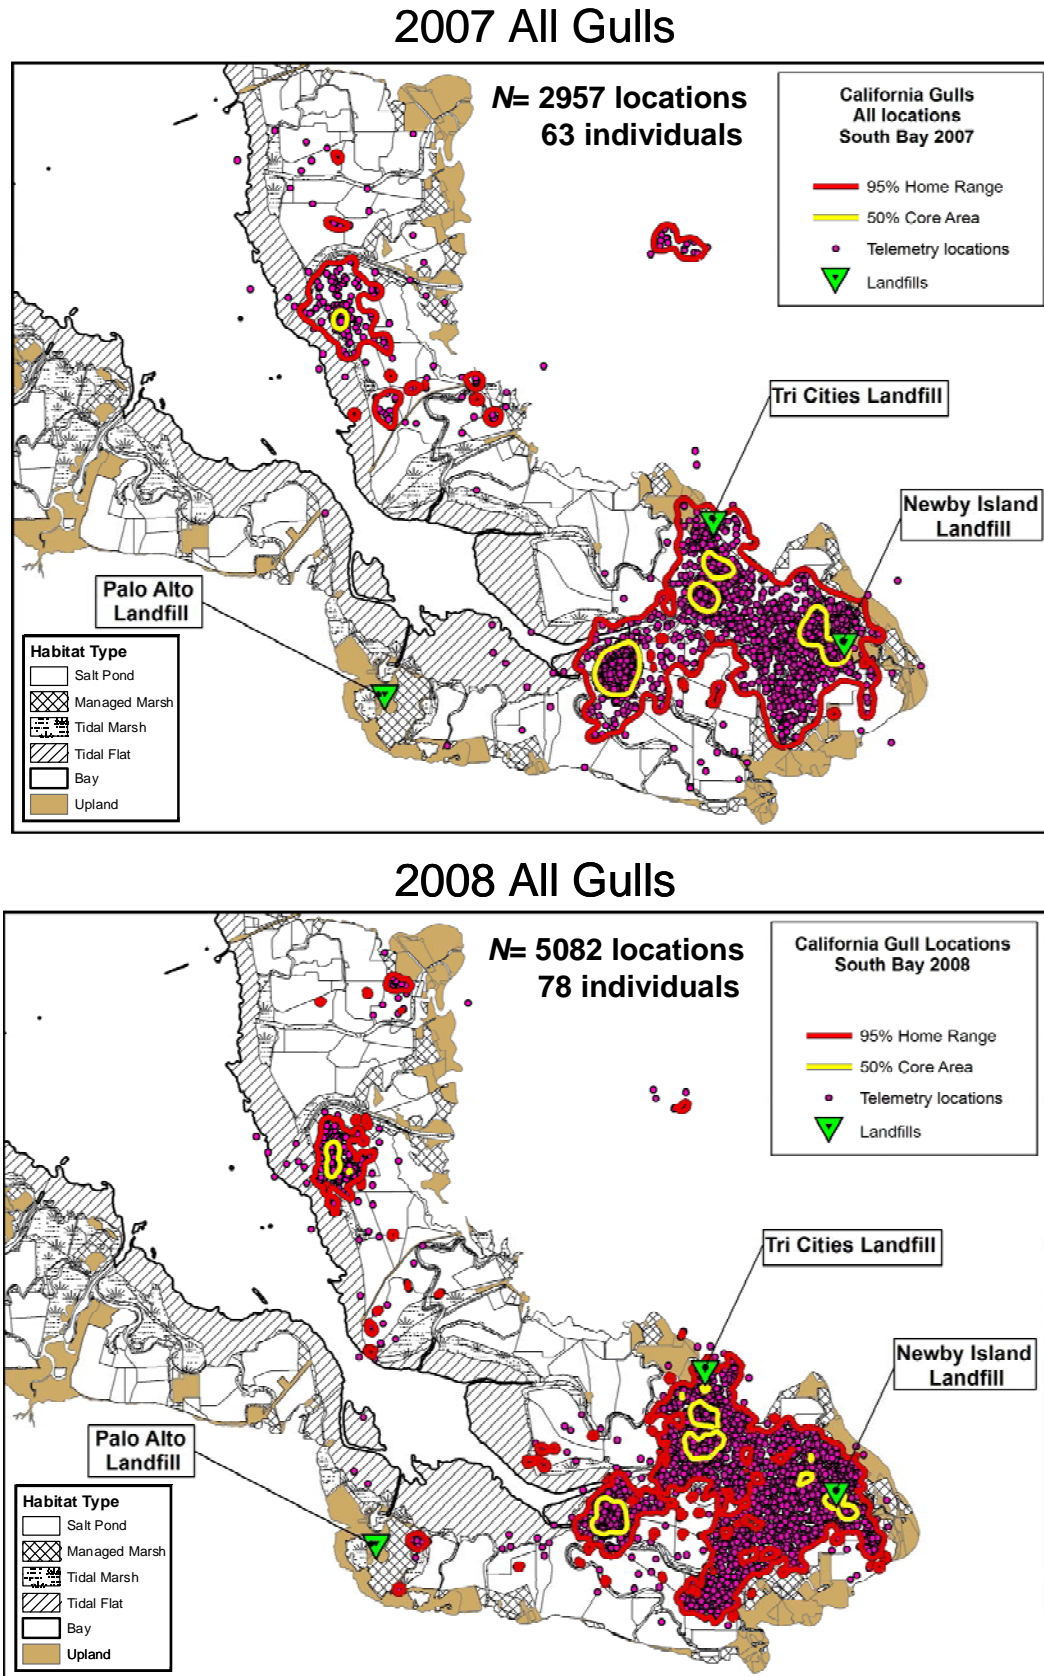 2007 All Gulls
N= 2957 locations
63 individuals
California Gulls
All locations
South Bay 2007
95% Home Range
50% Core Area
Telemetry locations
Landfills
Tri Cities Landfill
Newby Island
Landfill
Palo Alto
Landfill
Habitat Type
Salt Pond
Managed Marsh
Tidal Marsh
Tidal Flat
Bay
Upland
2008 All Gulls
N= 5082 locations
78 individuals
California Gull Locations
South Bay 2008
95% Home Range
50% Core Area
Telemetry locations
Landfills
Tri Cities Landfill
Newby Island
Landfill
Palo Alto
Landfill
Habitat Type
Salt Pond
Managed Marsh
Tidal Marsh
Tidal Flat
Bay
Upland